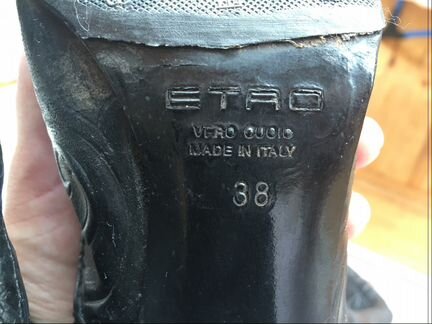 ETRO
VERO CUOIO
MADE IN ITALY
38